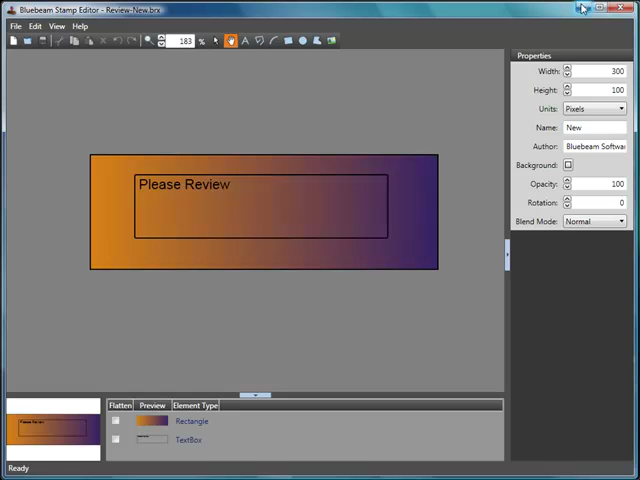 Bluebeam Stamp Editor - Review-New.brx
File Edit View Help
183 %
Properties
Width: 300
Height: 100
Units: Pixels
Name: New
Author: Bluebeam Softwar
Background:
Opacity: 100
Rotation: 0
Blend Mode: Normal
Please Review
Flatten Preview Element Type
Rectangle
TextBox
Ready